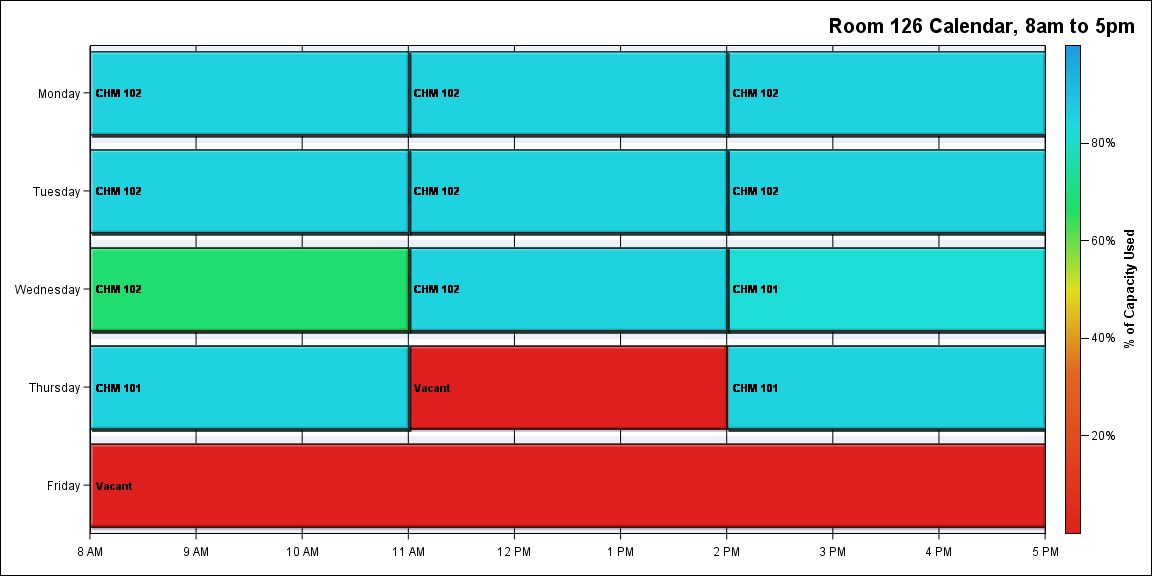 Room 126 Calendar, 8am to 5pm
Monday
CHM 102
CHM 102
CHM 102
80%
Tuesday
CHM 102
CHM 102
CHM 102
60%
Wednesday
CHM 102
CHM 102
CHM 101
% of Capacity Used
40%
Thursday
CHM 101
Vacant
CHM 101
20%
Friday
Vacant
8 AM
9 AM
10 AM
11 AM
12 PM
1 PM
2 PM
3 PM
4 PM
5 PM